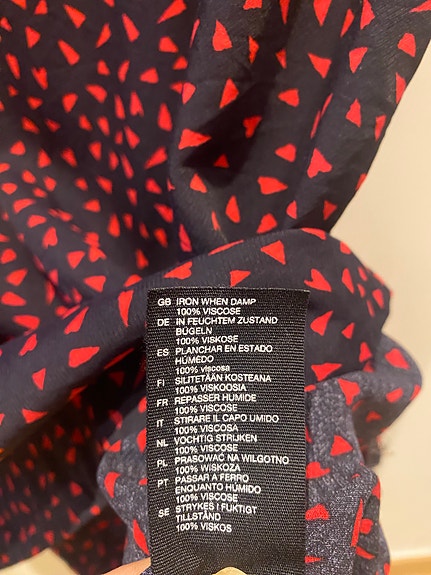 GB IRON WHEN DAMP
100% VISCOSE
DE IN FEUCHTEM ZUSTAND
BÜGELN
100% VISKOSE
ES PLANCHAR EN ESTADO
HÚMEDO
100% viscosa
FI SILITETÄÄN KOSTEANA
100% VISKOOSIA
FR REPASSER HUMIDE
100% VISCOSE
IT STIRARE IL CAPO UMIDO
100% VISCOSA
NL VOCHTIG STRIJKEN
100% VISCOSE
PL PRASOWAĆ NA WILGOTNO
100% WISKOZA
PT PASSAR A FERRO
ENQUANTO HÚMIDO
100% VISCOSE
SE STRYKES I FUKTIGT
TILLSTÅND
100% VISKOS